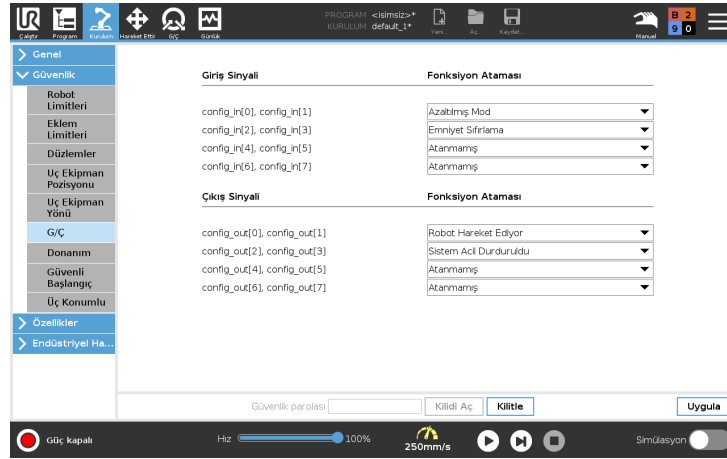 UR
PROGRAM <isimsiz>*
KURULUM default_1*
Çalıştır Program Kurulum Hareket Ettir G/Ç Günlük Yeni... Aç... Kaydet... Manuel
B 2
9 0
Genel
Güvenlik
Robot
Limitleri
Eklem
Limitleri
Düzlemler
Uç Ekipman
Pozisyonu
Uç Ekipman
Yönü
G/Ç
Donanım
Güvenli
Başlangıç
Üç Konumlu
Özellikler
Endüstriyel Ha...
Giriş Sinyali Fonksiyon Ataması
config_in[0], config_in[1] Azaltılmış Mod
config_in[2], config_in[3] Emniyet Sıfırlama
config_in[4], config_in[5] Atanmamış
config_in[6], config_in[7] Atanmamış
Çıkış Sinyali Fonksiyon Ataması
config_out[0], config_out[1] Robot Hareket Ediyor
config_out[2], config_out[3] Sistem Acil Durduruldu
config_out[4], config_out[5] Atanmamış
config_out[6], config_out[7] Atanmamış
Güvenlik parolası Kilidi Aç Kilitle Uygula
Güç kapalı Hız 100% 250mm/s Simülasyon